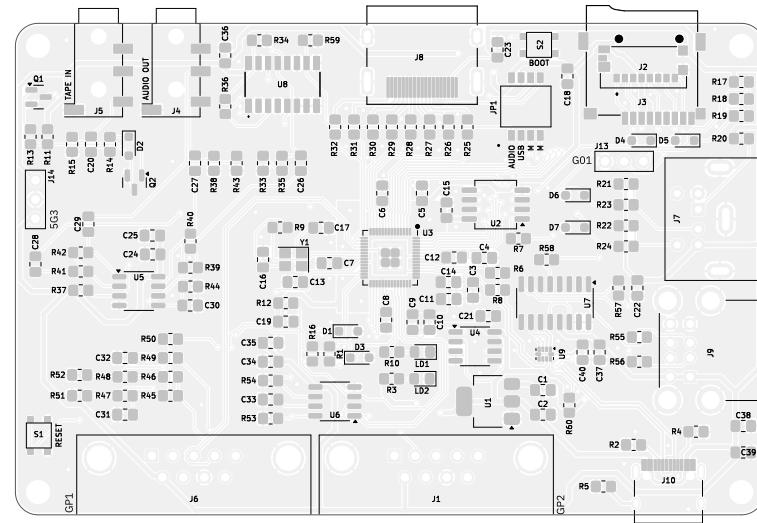 C36
R34
R59
J8
C23
S2
BOOT
J2
Q1
TAPE IN
AUDIO OUT
R36
U8
C18
R17
J5
J4
JP1
J3
R18
R19
R13
R11
R15
C20
R14
D2
R32
R31
R30
R29
R28
R27
R26
R25
AUDIO
USB
M
M
D4
D5
R20
J13
G01
J14
5G3
Q2
C27
R38
R43
R33
R35
C26
C6
C5
C15
U2
D6
R21
R23
J7
C29
R40
R9
C17
U3
R7
D7
R22
R24
C28
R42
C25
C24
Y1
C16
C7
C12
C4
R58
R41
R39
U5
R6
R37
R44
C13
C14
C3
R8
C11
R57
C22
C30
R12
C19
C8
C9
C10
C21
U7
R50
D1
U4
R55
J9
C35
R16
R1
D3
R10
LD1
U9
C40
C37
R56
C32
R49
C34
R52
R48
R46
R54
R3
LD2
U1
C1
R51
R47
R45
C33
C2
R60
C31
R53
U6
S1
RESET
R2
R4
C38
C39
GP1
J6
J1
GP2
R5
J10